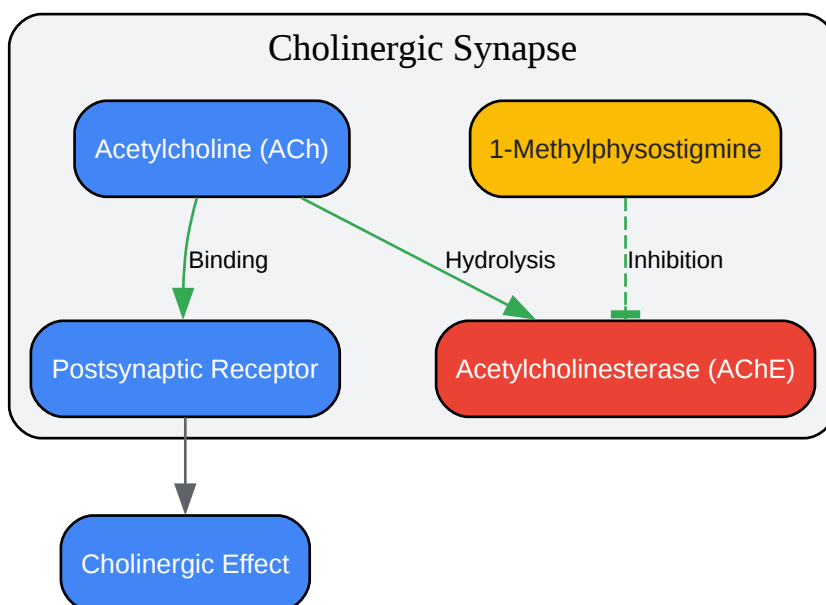 Cholinergic Synapse
Acetylcholine (ACh)
1-Methylphysostigmine
Binding
Hydrolysis
Inhibition
Postsynaptic Receptor
Acetylcholinesterase (AChE)
Cholinergic Effect